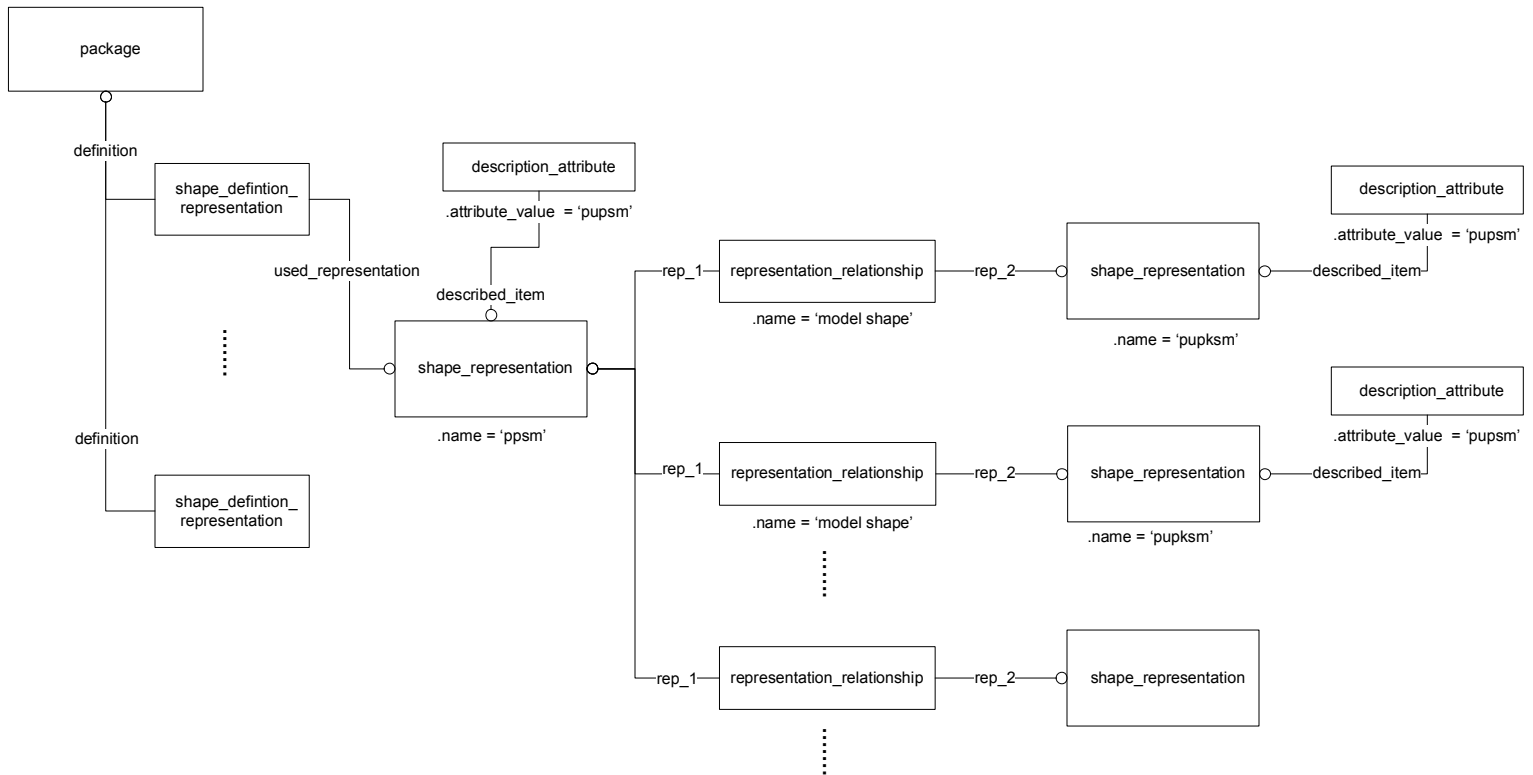 package
definition
shape_defintion_
representation
used_representation
definition
shape_defintion_
representation
description_attribute
.attribute_value = ‘pupsm’
described_item
shape_representation
.name = ‘ppsm’
rep_1
representation_relationship
.name = ‘model shape’
rep_2
shape_representation
.name = ‘pupksm’
description_attribute
.attribute_value = ‘pupsm’
described_item
rep_1
representation_relationship
.name = ‘model shape’
rep_2
shape_representation
.name = ‘pupksm’
description_attribute
.attribute_value = ‘pupsm’
described_item
rep_1
representation_relationship
rep_2
shape_representation